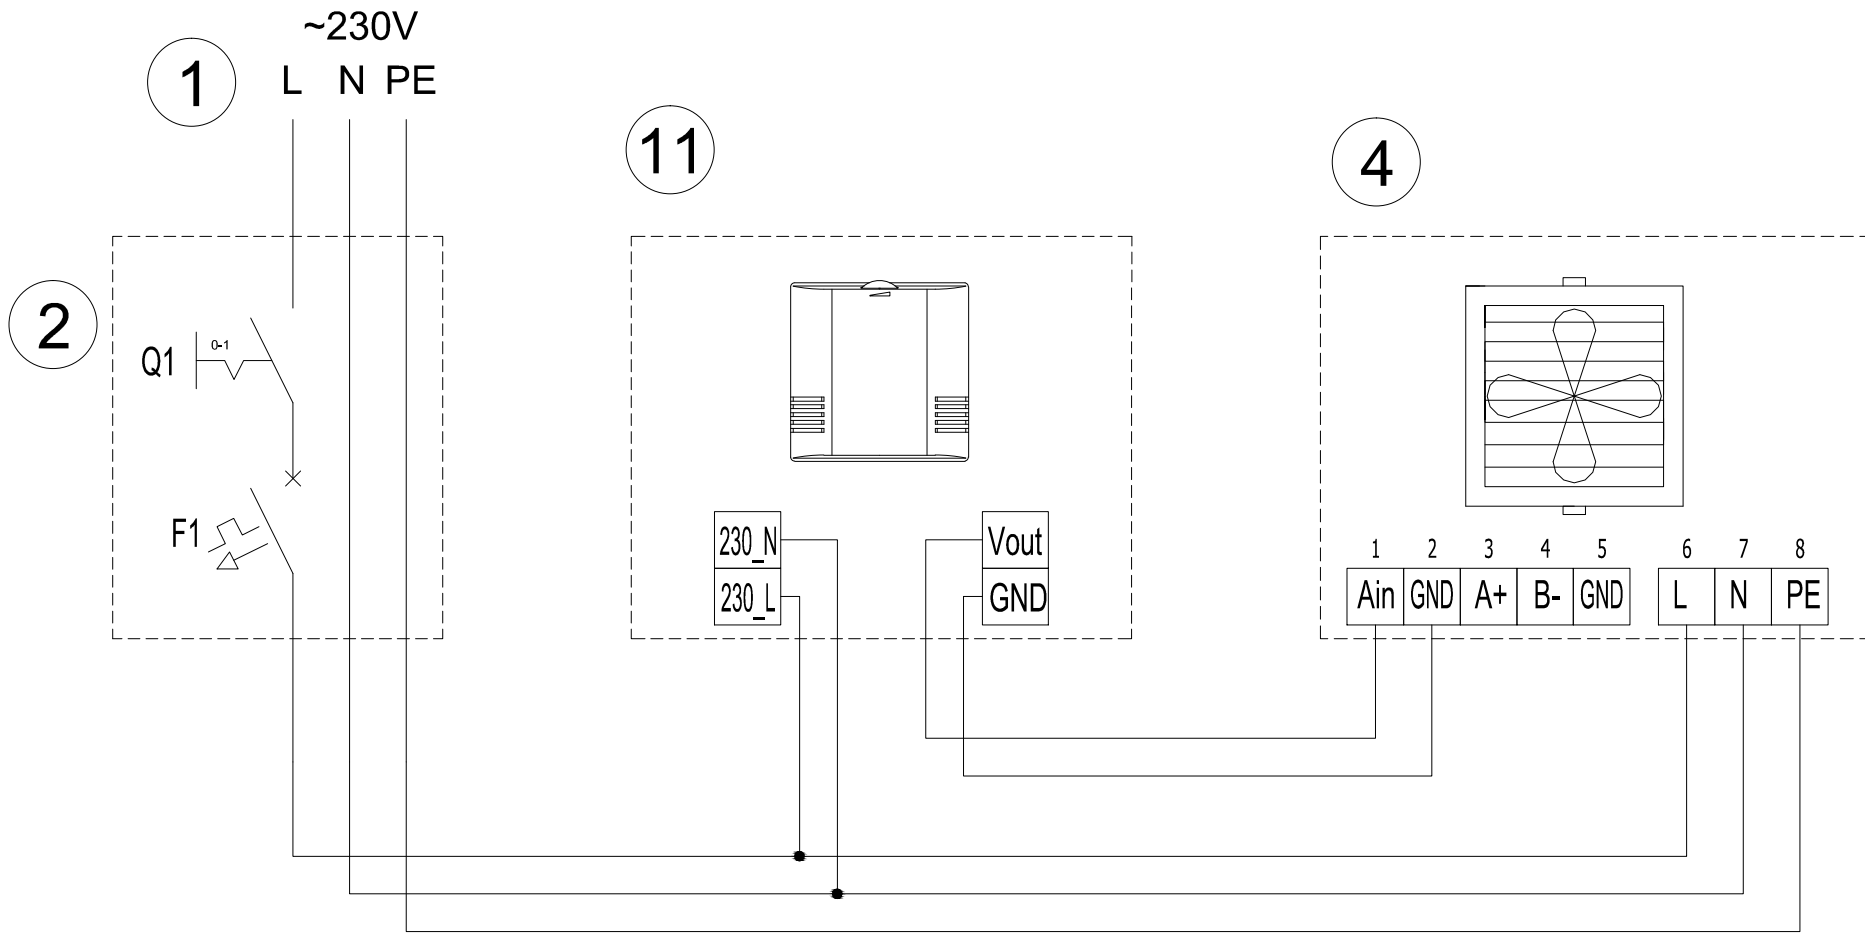 ~230V
1
L N PE
11
4
2
Q1
0-1
F1
230_N
230_L
Vout
GND
1 2 3 4 5 6 7 8
Ain GND A+ B- GND L N PE